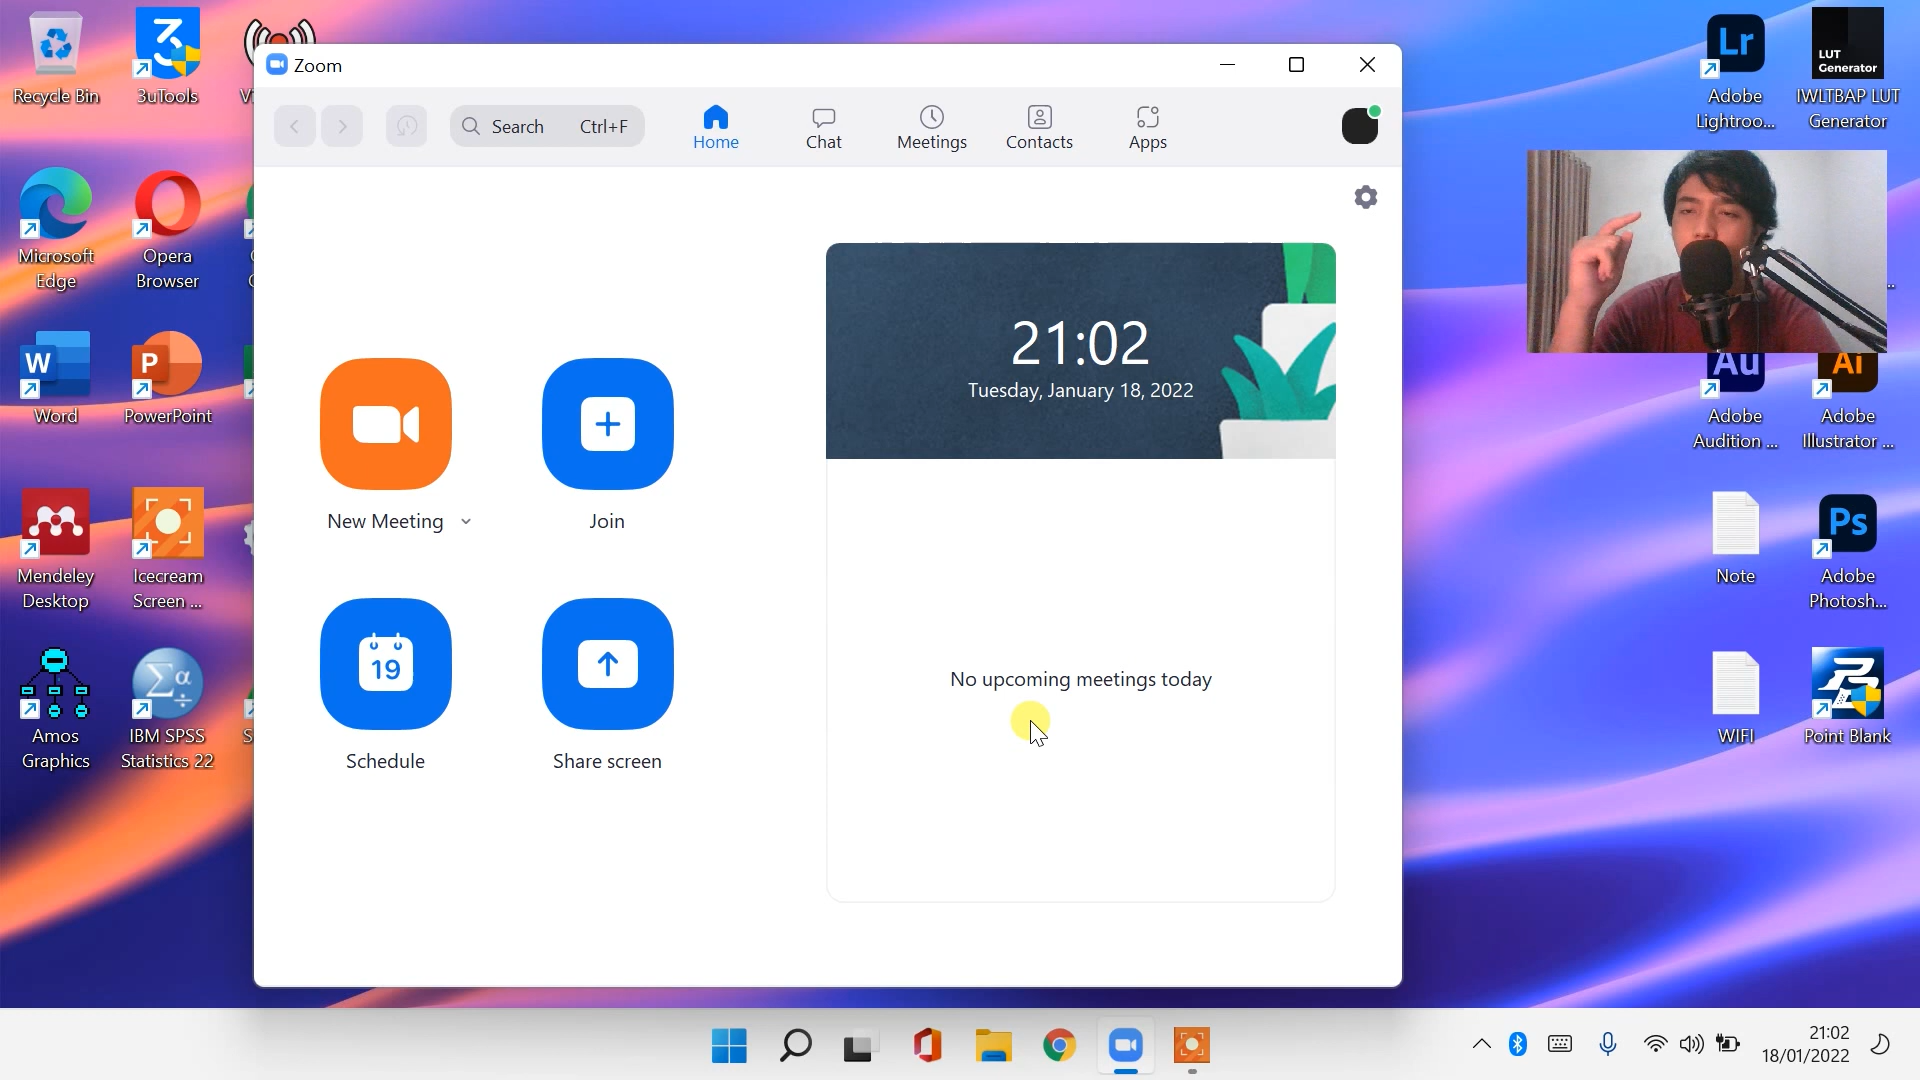 Recycle Bin
3uTools
Microsoft
Edge
Opera
Browser
Word
PowerPoint
Mendeley
Desktop
Icecream
Screen ...
Amos
Graphics
IBM SPSS
Statistics 22
Zoom
Search
Ctrl+F
Home
Chat
Meetings
Contacts
Apps
21:02
Tuesday, January 18, 2022
New Meeting
Join
19
Schedule
Share screen
No upcoming meetings today
Lr
Adobe
Lightroo...
LUT
Generator
IWLTBAP LUT
Generator
Au
Adobe
Audition ...
Ai
Adobe
Illustrator ...
Note
Ps
Adobe
Photosh...
WIFI
Point Blank
21:02
18/01/2022